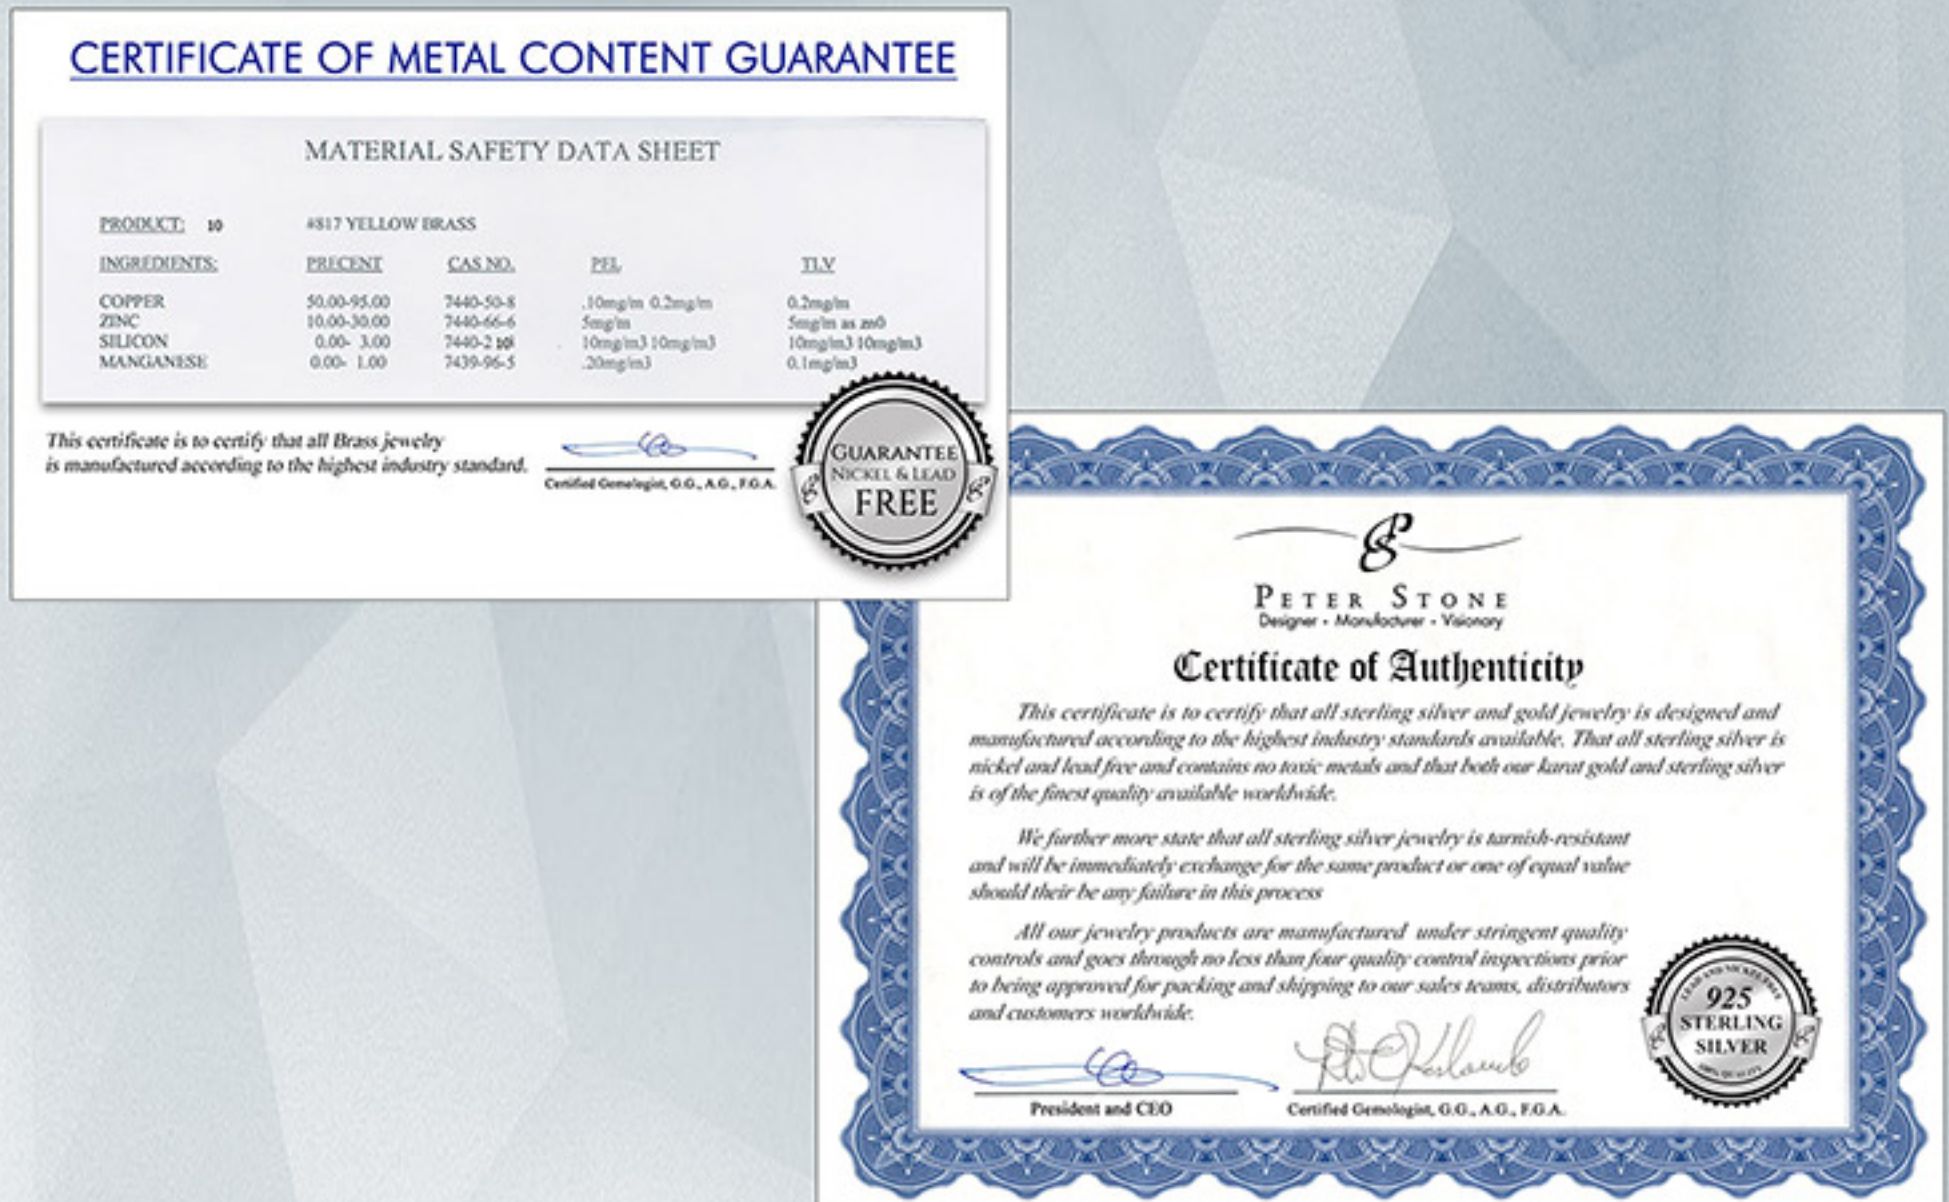 CERTIFICATE OF METAL CONTENT GUARANTEE
MATERIAL SAFETY DATA SHEET
PRODUCT: 10 #817 YELLOW BRASS
INGREDIENTS: PRECENT CAS NO. PEL TLV
COPPER 50.00-95.00 7440-50-8 .10mg/m 0.2mg/m 0.2mg/m
ZINC 10.00-30.00 7440-66-6 5mg/m 5mg/m as zn0
SILICON 0.00- 3.00 7440-2 10mg/m3 10mg/m3 10mg/m3 10mg/m3
MANGANESE 0.00- 1.00 7439-96-5 .20mg/m3 0.1mg/m3
This certificate is to certify that all Brass jewelry
is manufactured according to the highest industry standard.
Certified Gemologist, G.G., A.G., F.G.A.
GUARANTEE
NICKEL & LEAD
FREE
PETER STONE
Designer - Manufacturer - Visionary
Certificate of Authenticity
This certificate is to certify that all sterling silver and gold jewelry is designed and
manufactured according to the highest industry standards available. That all sterling silver is
nickel and lead free and contains no toxic metals and that both our karat gold and sterling silver
is of the finest quality available worldwide.
We further more state that all sterling silver jewelry is tarnish-resistant
and will be immediately exchange for the same product or one of equal value
should their be any failure in this process
All our jewelry products are manufactured under stringent quality
controls and goes through no less than four quality control inspections prior
to being approved for packing and shipping to our sales teams, distributors
and customers worldwide.
President and CEO
Certified Gemologist, G.G., A.G., F.G.A.
LEAD AND NICKEL FREE
925
STERLING
SILVER
100% QUALITY